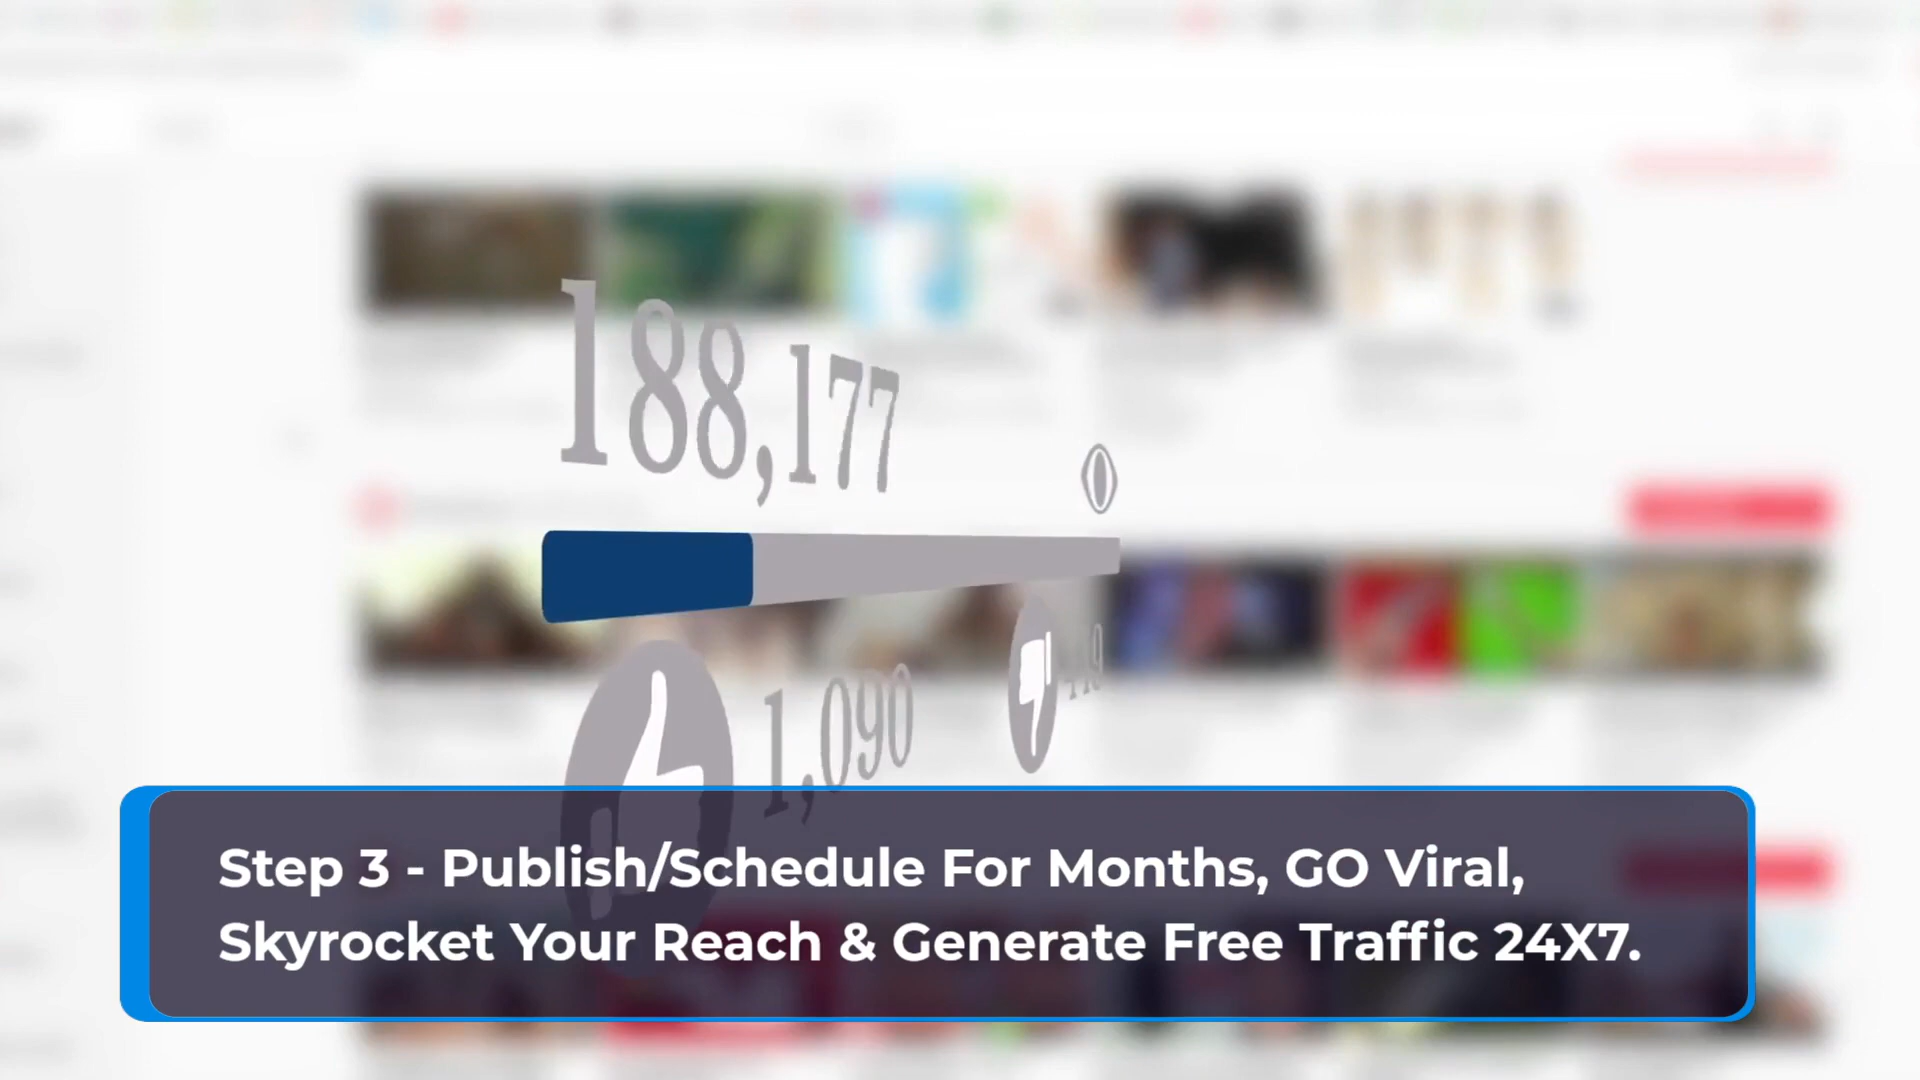 188,177
1,090
Step 3 - Publish/Schedule For Months, GO Viral,
Skyrocket Your Reach & Generate Free Traffic 24X7.